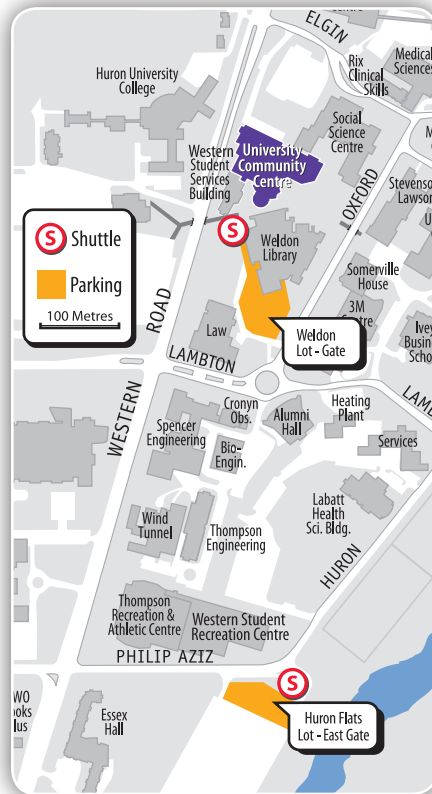 Centre
ELGIN
Medical
Sciences
Rix
Clinical
Skills
Huron University
College
Social
Science
Centre
University
Community
Centre
Western
Student
Services
Building
OXFORD
Stevenson
Lawson
S
S Shuttle
Weldon
Library
Somerville
House
Parking
100 Metres
3M
Centre
ROAD
Law
Weldon
Lot - Gate
Ivey
LAMBTON
WESTERN
Cronyn
Obs.
Alumni
Hall
Heating
Plant
Spencer
Engineering
Bio-
Engin.
Services
Labatt
Health
Sci. Bldg.
Wind
Tunnel
Thompson
Engineering
HURON
Thompson
Recreation &
Athletic Centre
Western Student
Recreation Centre
PHILIP AZIZ
S
Essex
Hall
Huron Flats
Lot - East Gate